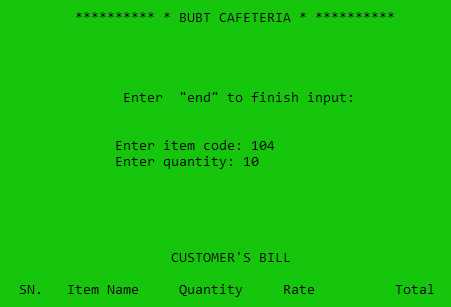 ********** * BUBT CAFETERIA * **********
Enter "end" to finish input:
Enter item code: 104
Enter quantity: 10
CUSTOMER'S BILL
SN. Item Name Quantity Rate Total